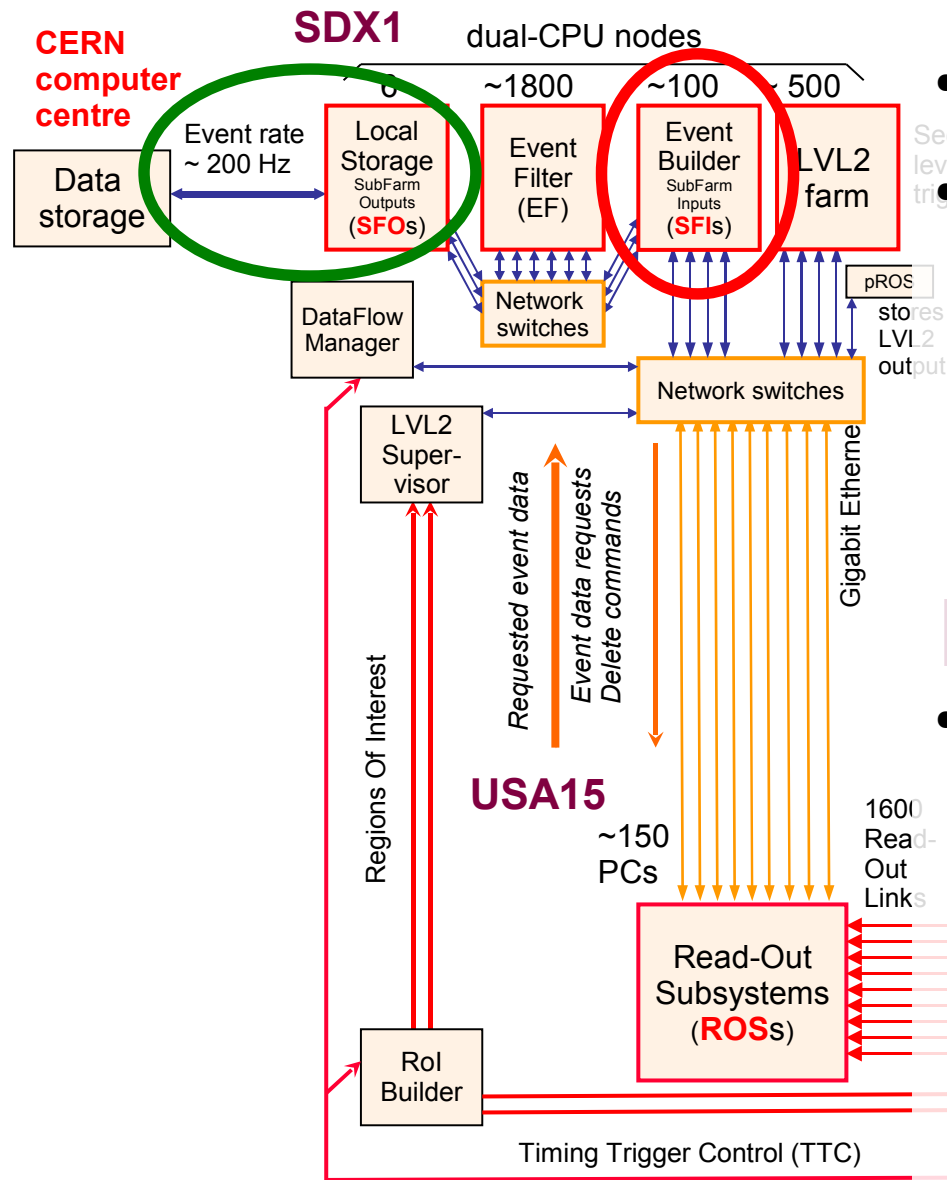 SDX1
dual-CPU nodes
CERN
computer
centre
~1800
~100
~ 500
Event rate
~ 200 Hz
Data
storage
Local
Storage
SubFarm
Outputs
(SFOs)
Event
Filter
(EF)
Event
Builder
SubFarm
Inputs
(SFIs)
LVL2
farm
Network
switches
pROS
stores
LVL2
output
DataFlow
Manager
Network switches
LVL2
Super-
visor
Gigabit Etherne
Requested event data
Event data requests
Delete commands
Regions Of Interest
USA15
~150
PCs
1600
Read-
Out
Links
Read-Out
Subsystems
(ROSs)
RoI
Builder
Timing Trigger Control (TTC)